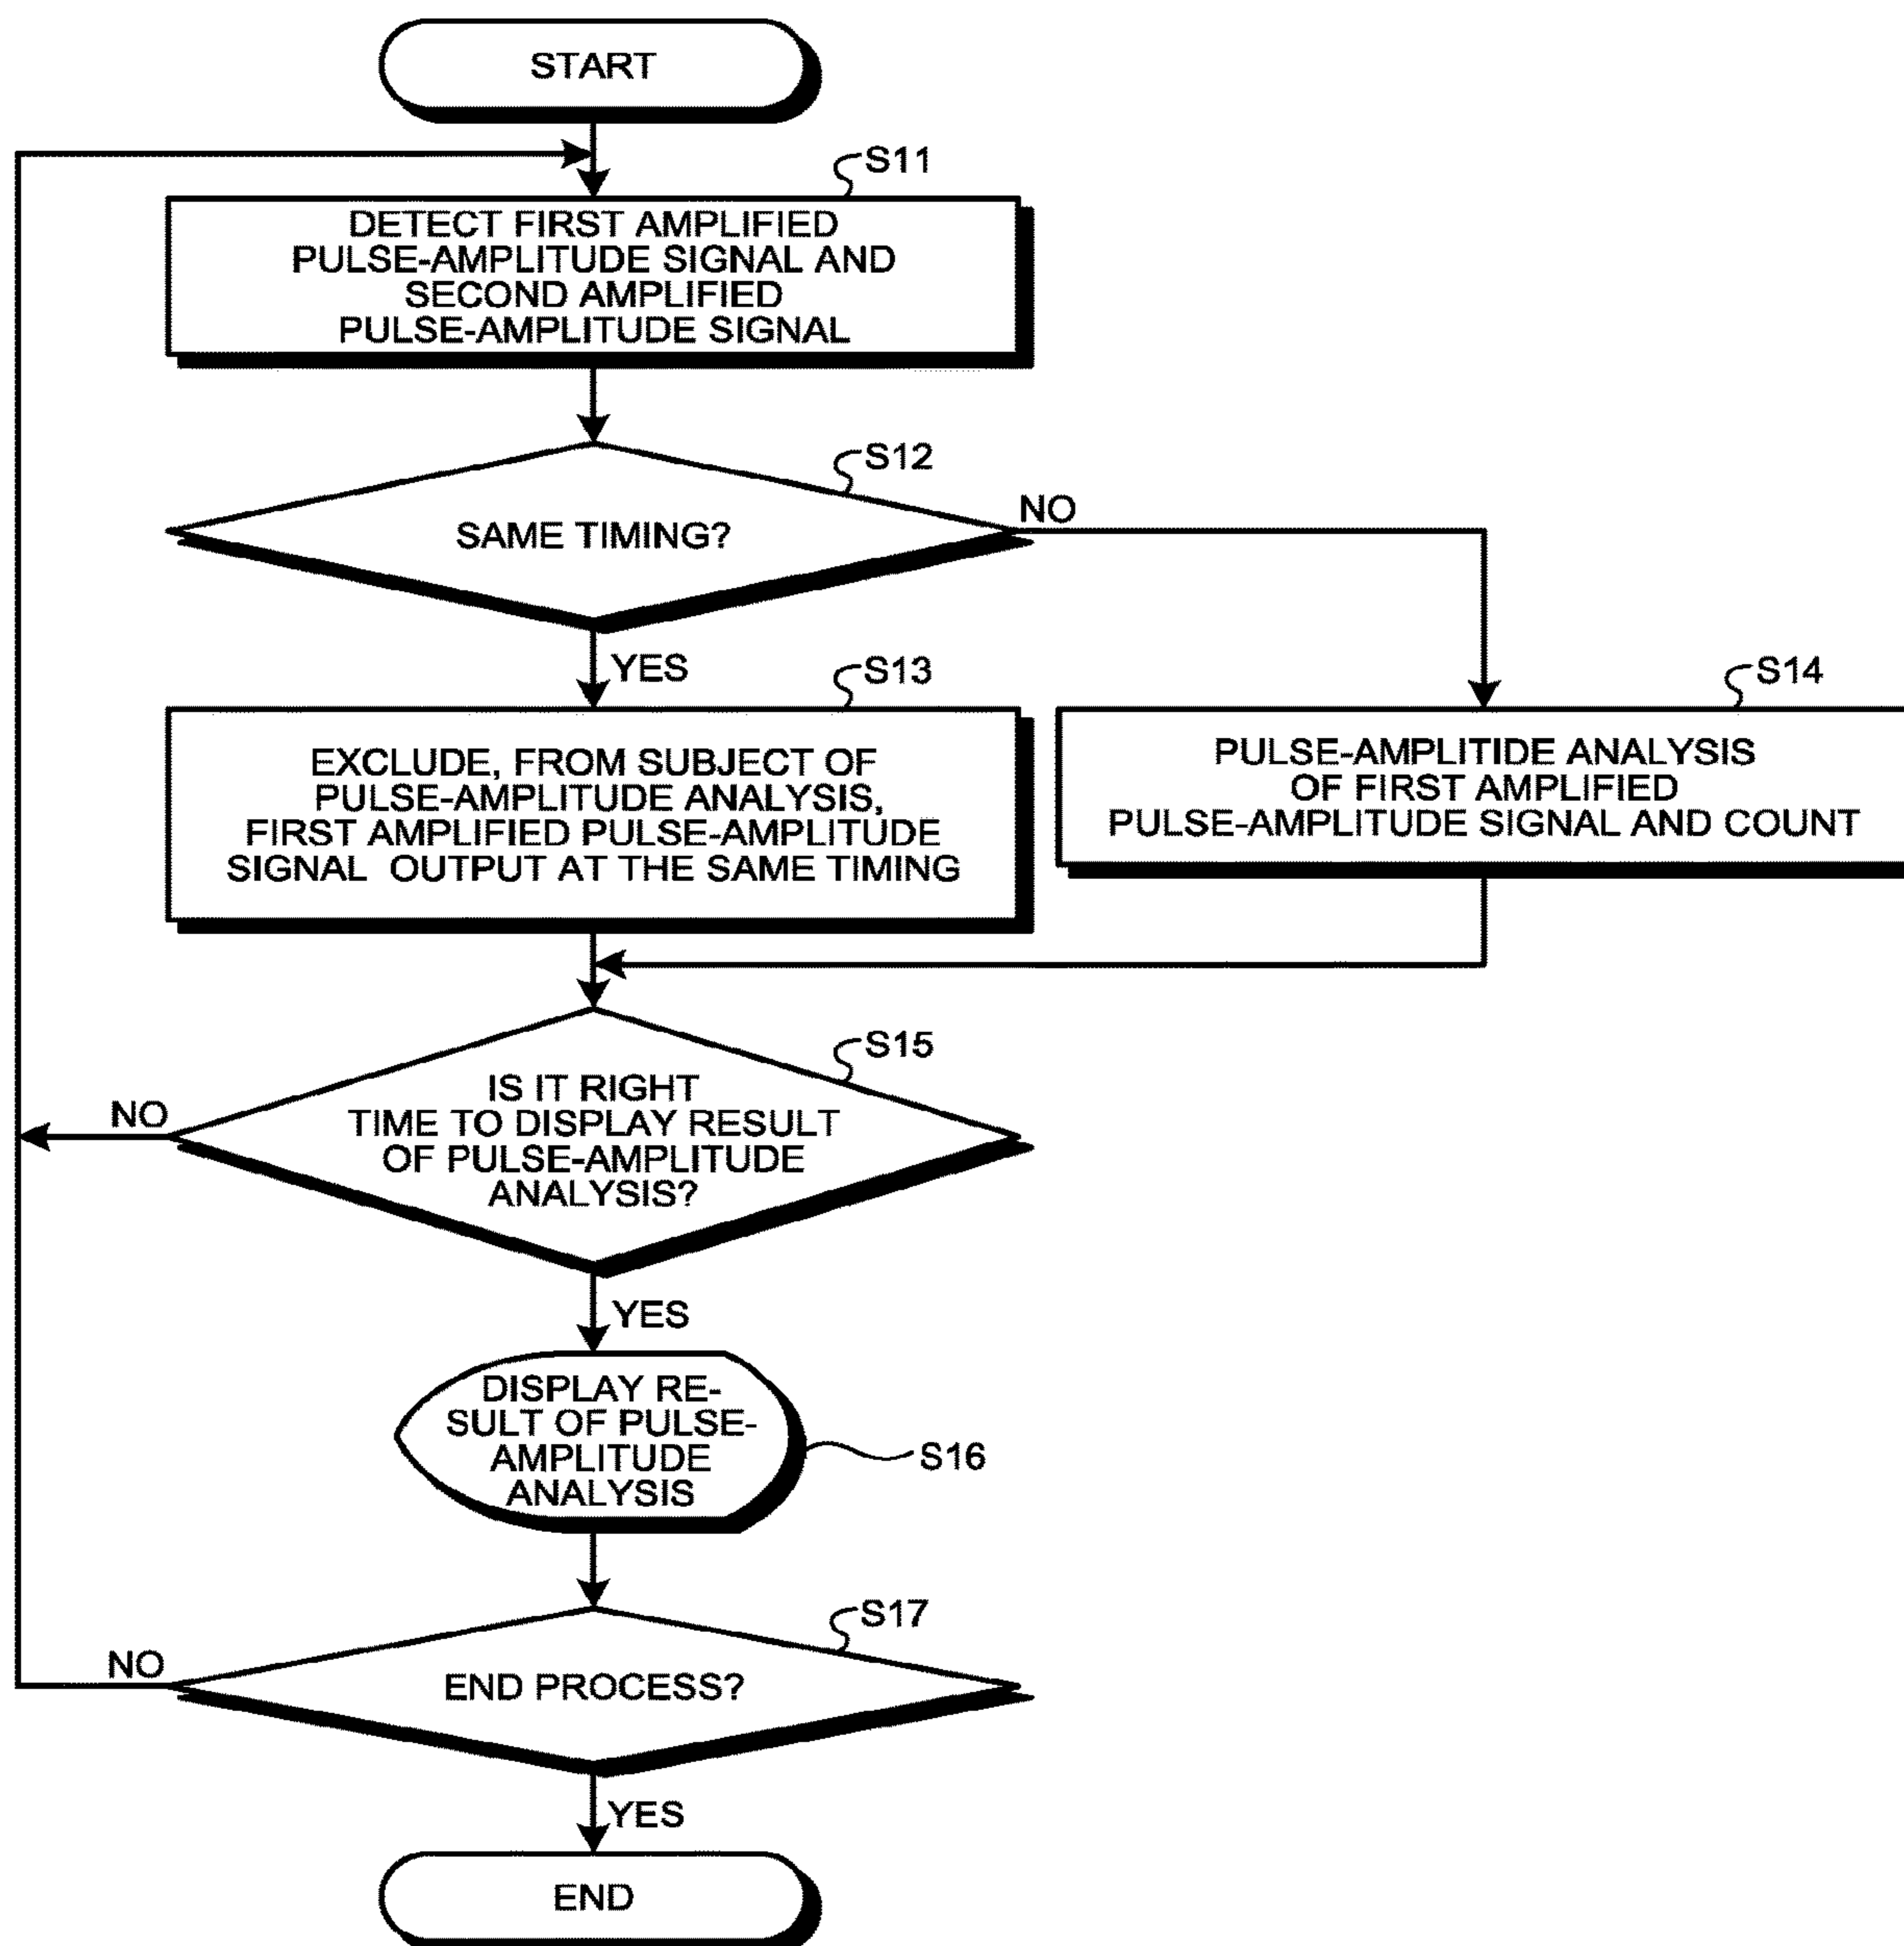 START
S11
DETECT FIRST AMPLIFIED
PULSE-AMPLITUDE SIGNAL AND
SECOND AMPLIFIED
PULSE-AMPLITUDE SIGNAL
S12
SAME TIMING?
NO
YES
S13
EXCLUDE, FROM SUBJECT OF
PULSE-AMPLITUDE ANALYSIS,
FIRST AMPLIFIED PULSE-AMPLITUDE
SIGNAL OUTPUT AT THE SAME TIMING
S14
PULSE-AMPLITIDE ANALYSIS
OF FIRST AMPLIFIED
PULSE-AMPLITUDE SIGNAL AND COUNT
S15
IS IT RIGHT
TIME TO DISPLAY RESULT
OF PULSE-AMPLITUDE
ANALYSIS?
NO
YES
DISPLAY RE-
SULT OF PULSE-
AMPLITUDE
ANALYSIS
S16
S17
END PROCESS?
NO
YES
END